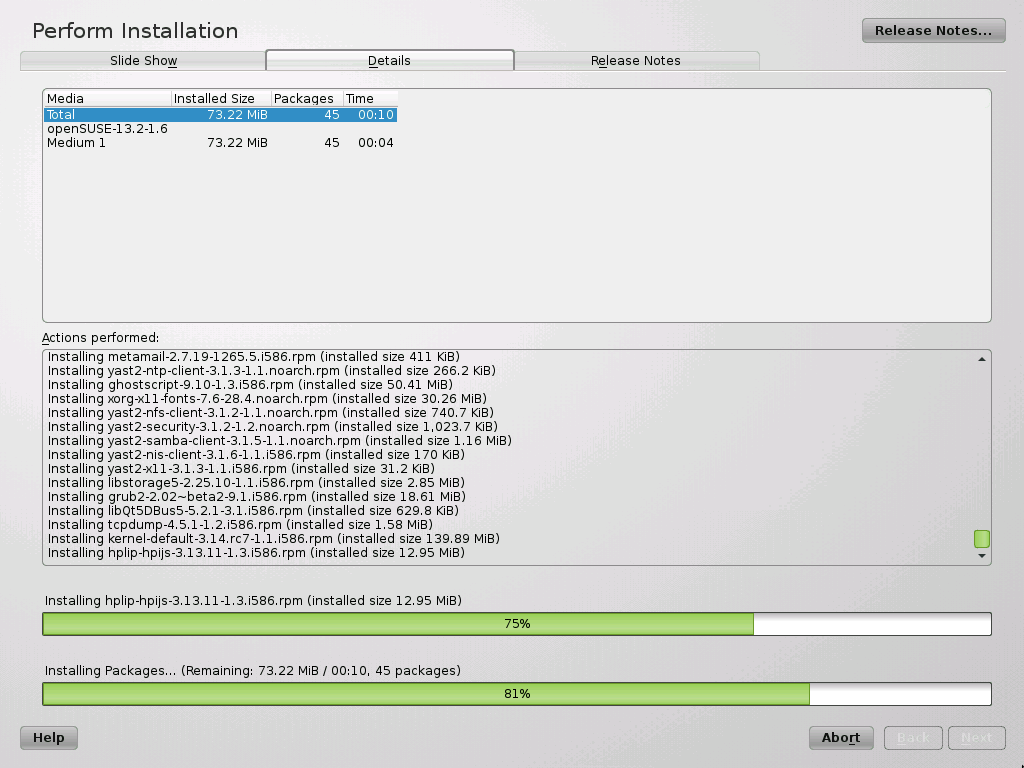 Perform Installation
Release Notes...
Slide Show
Details
Release Notes
Media Installed Size Packages Time
Total 73.22 MiB 45 00:10
openSUSE-13.2-1.6
Medium 1 73.22 MiB 45 00:04
Actions performed:
Installing metamail-2.7.19-1265.5.i586.rpm (installed size 411 KiB)
Installing yast2-ntp-client-3.1.3-1.1.noarch.rpm (installed size 266.2 KiB)
Installing ghostscript-9.10-1.3.i586.rpm (installed size 50.41 MiB)
Installing xorg-x11-fonts-7.6-28.4.noarch.rpm (installed size 30.26 MiB)
Installing yast2-nfs-client-3.1.2-1.1.noarch.rpm (installed size 740.7 KiB)
Installing yast2-security-3.1.2-1.2.noarch.rpm (installed size 1,023.7 KiB)
Installing yast2-samba-client-3.1.5-1.1.noarch.rpm (installed size 1.16 MiB)
Installing yast2-nis-client-3.1.6-1.1.i586.rpm (installed size 170 KiB)
Installing yast2-x11-3.1.3-1.1.i586.rpm (installed size 31.2 KiB)
Installing libstorage5-2.25.10-1.1.i586.rpm (installed size 2.85 MiB)
Installing grub2-2.02~beta2-9.1.i586.rpm (installed size 18.61 MiB)
Installing libQt5DBus5-5.2.1-3.1.i586.rpm (installed size 629.8 KiB)
Installing tcpdump-4.5.1-1.2.i586.rpm (installed size 1.58 MiB)
Installing kernel-default-3.14.rc7-1.1.i586.rpm (installed size 139.89 MiB)
Installing hplip-hpijs-3.13.11-1.3.i586.rpm (installed size 12.95 MiB)
Installing hplip-hpijs-3.13.11-1.3.i586.rpm (installed size 12.95 MiB)
75%
Installing Packages... (Remaining: 73.22 MiB / 00:10, 45 packages)
81%
Help
Abort
Back
Next